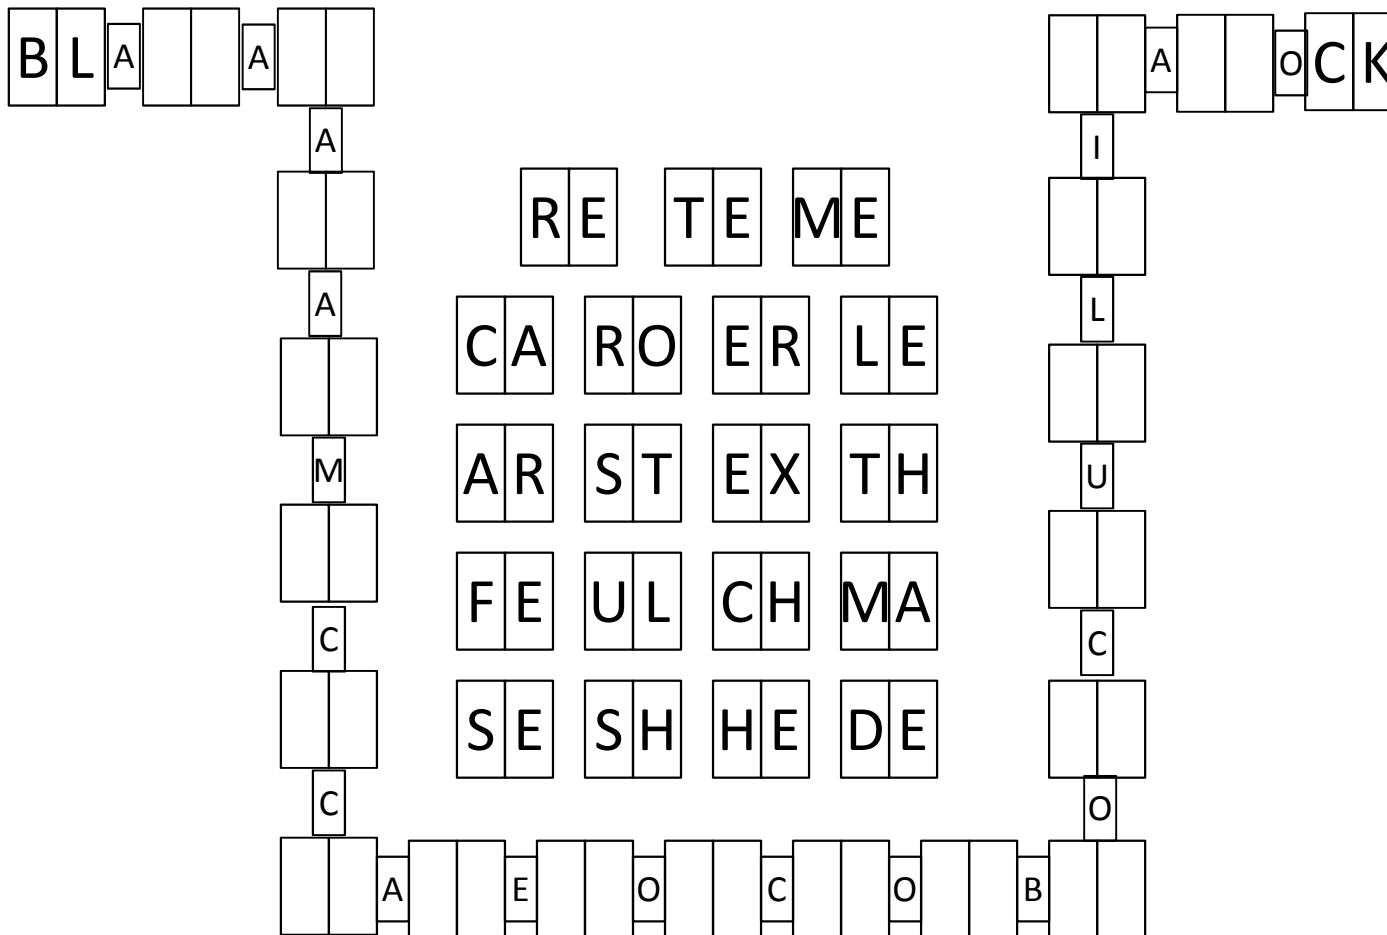 BL A A A OCK
A I
RE TE ME
A L
CA RO ER LE
M U
AR ST EX TH
C C
FE UL CH MA
SE SH HE DE
C O
A E O C O B